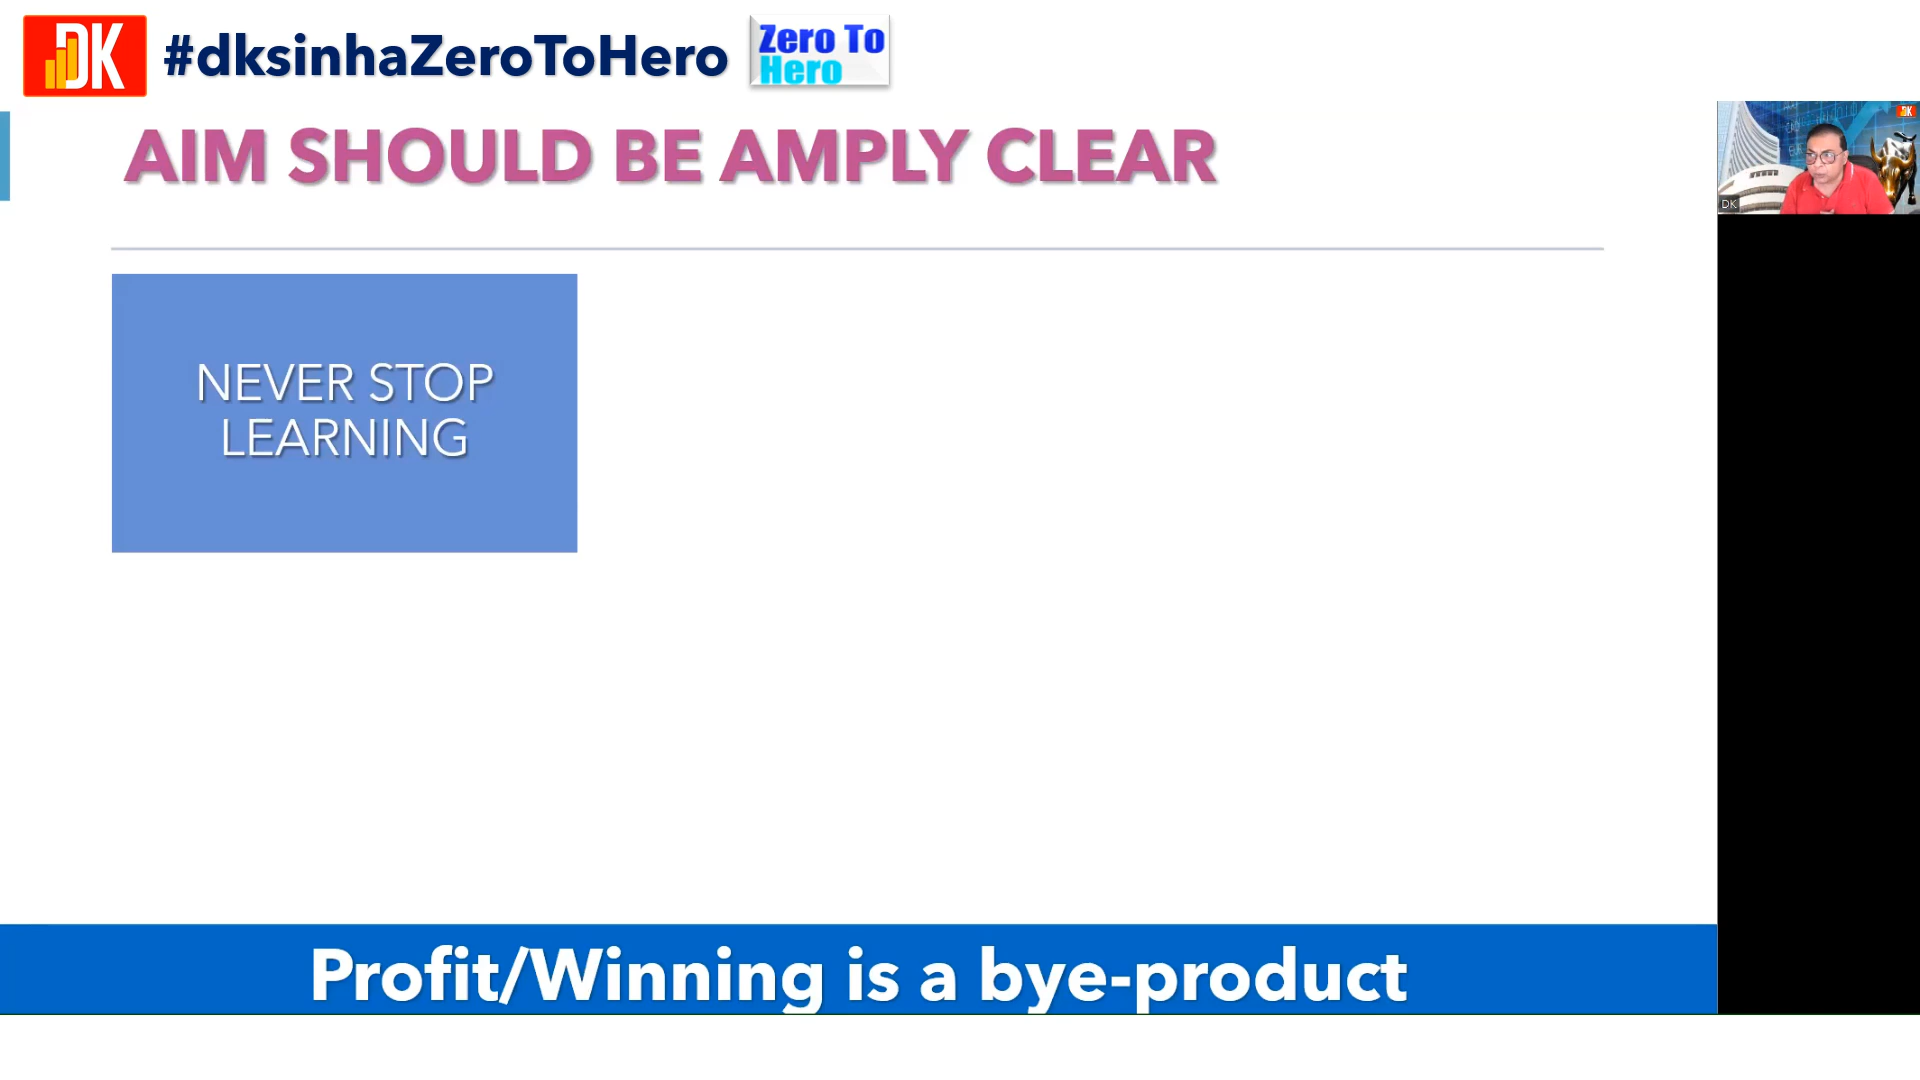 DK
#dksinhaZeroToHero
Zero To
Hero
AIM SHOULD BE AMPLY CLEAR
DK
DK
NEVER STOP
LEARNING
Profit/Winning is a bye-product